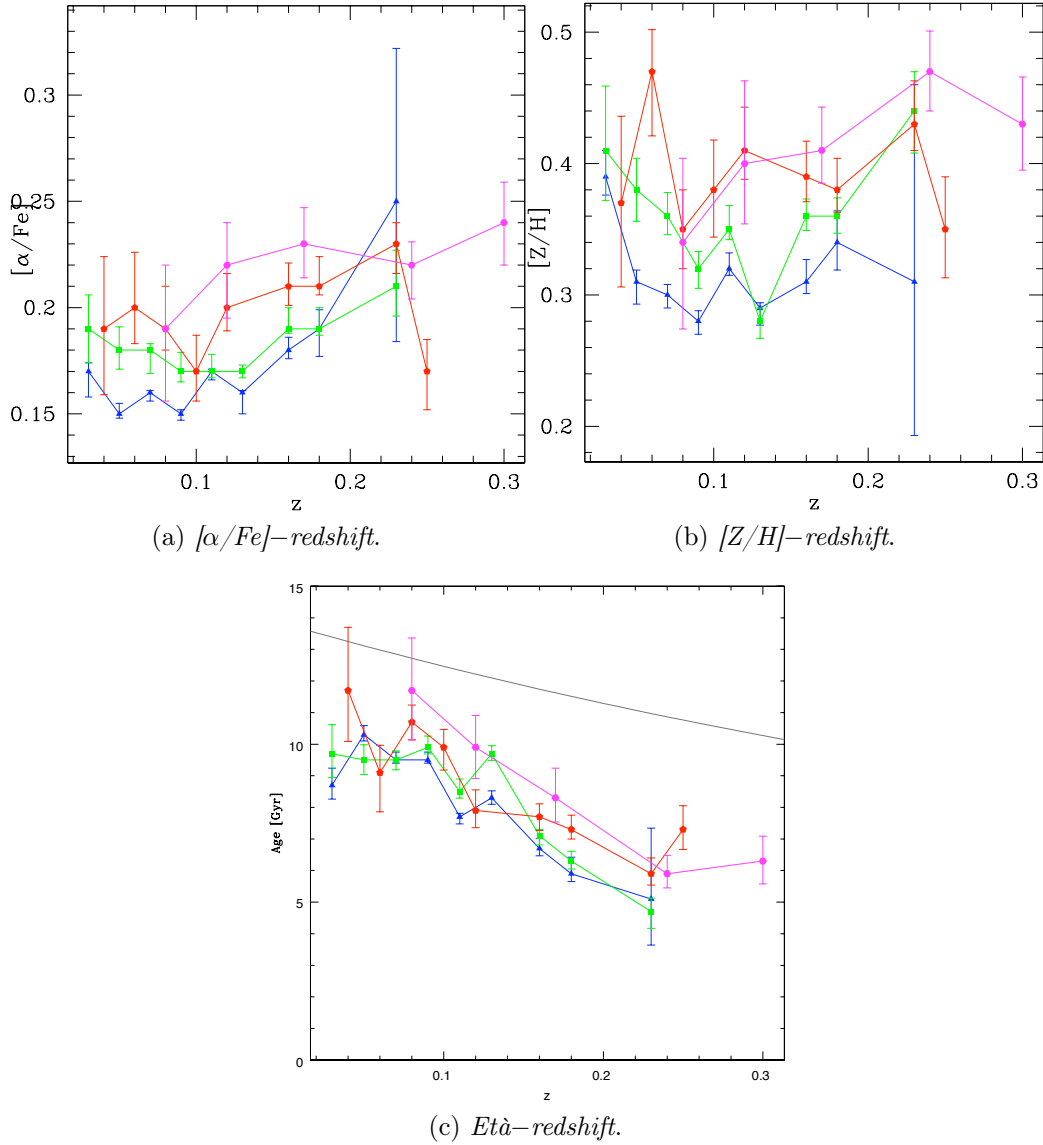 0.3
0.25
0.2
0.15
[α/Fe]
0.1
0.2
0.3
z
(a) [α/Fe]−redshift.
0.5
0.4
0.3
0.2
[Z/H]
0.1
0.2
0.3
z
(b) [Z/H]−redshift.
15
10
5
0
Age [Gyr]
0.1
0.2
0.3
z
(c) Età−redshift.